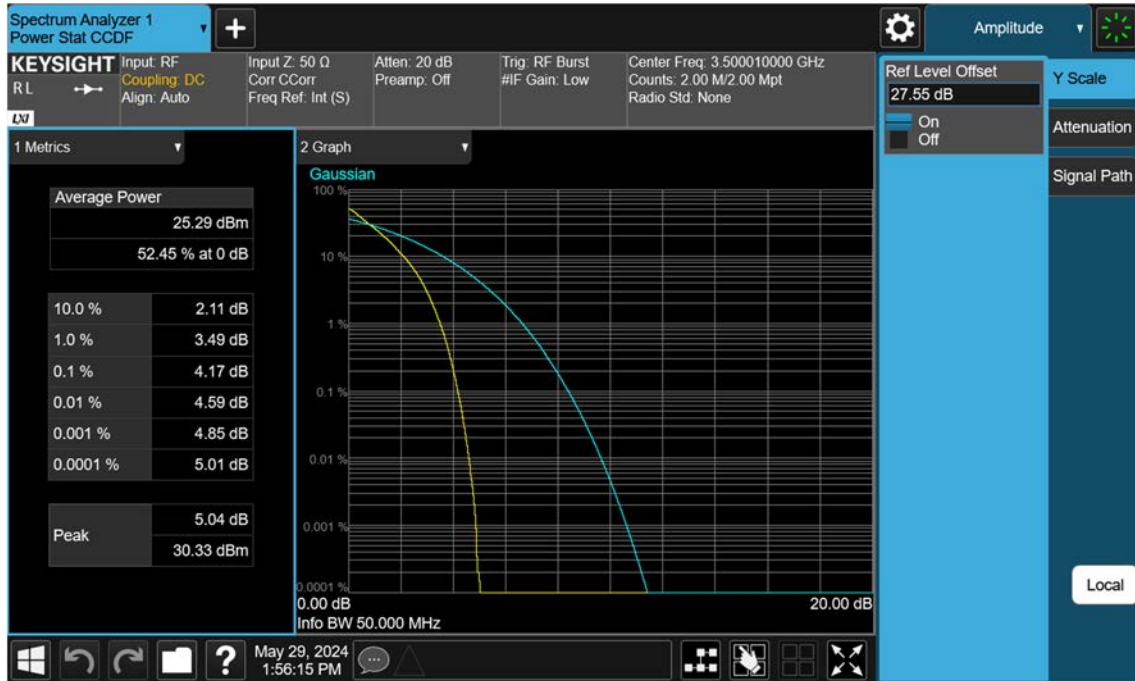 Spectrum Analyzer 1
Power Stat CCDF
Amplitude
KEYSIGHT
R L
LXI
Input: RF
Coupling: DC
Align: Auto
Input Z: 50 Ω
Corr CCorr
Freq Ref: Int (S)
Atten: 20 dB
Preamp: Off
Trig: RF Burst
#IF Gain: Low
Center Freq: 3.500010000 GHz
Counts: 2.00 M/2.00 Mpt
Radio Std: None
Ref Level Offset
27.55 dB
On
Off
Y Scale
Attenuation
Signal Path
1 Metrics
Average Power
25.29 dBm
52.45 % at 0 dB
10.0 % 2.11 dB
1.0 % 3.49 dB
0.1 % 4.17 dB
0.01 % 4.59 dB
0.001 % 4.85 dB
0.0001 % 5.01 dB
Peak 5.04 dB
30.33 dBm
2 Graph
Gaussian
100 %
10 %
1 %
0.1 %
0.01 %
0.001 %
0.0001 %
0.00 dB 20.00 dB
Info BW 50.000 MHz
Local
?
May 29, 2024
1:56:15 PM